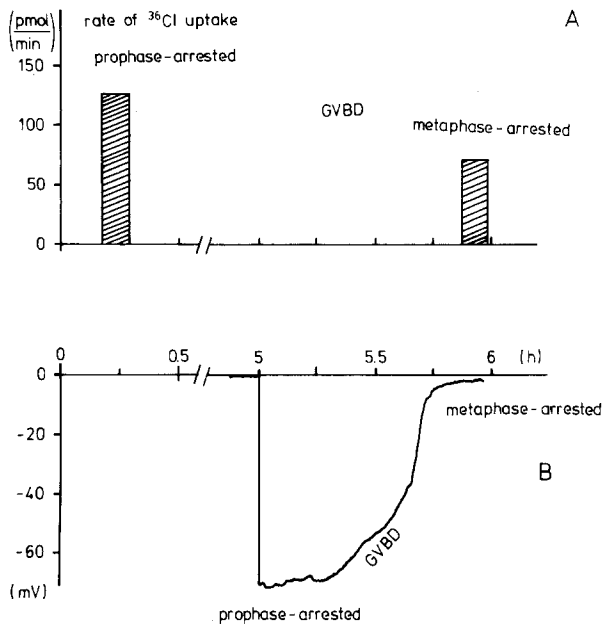 (pmol/min) rate of ³⁶Cl uptake A
prophase-arrested
150
GVBD
metaphase-arrested
100
50
0
0 0.5 5 5.5 6 (h)
0
metaphase-arrested
-20
B
-40
GVBD
-60
(mV)
prophase-arrested